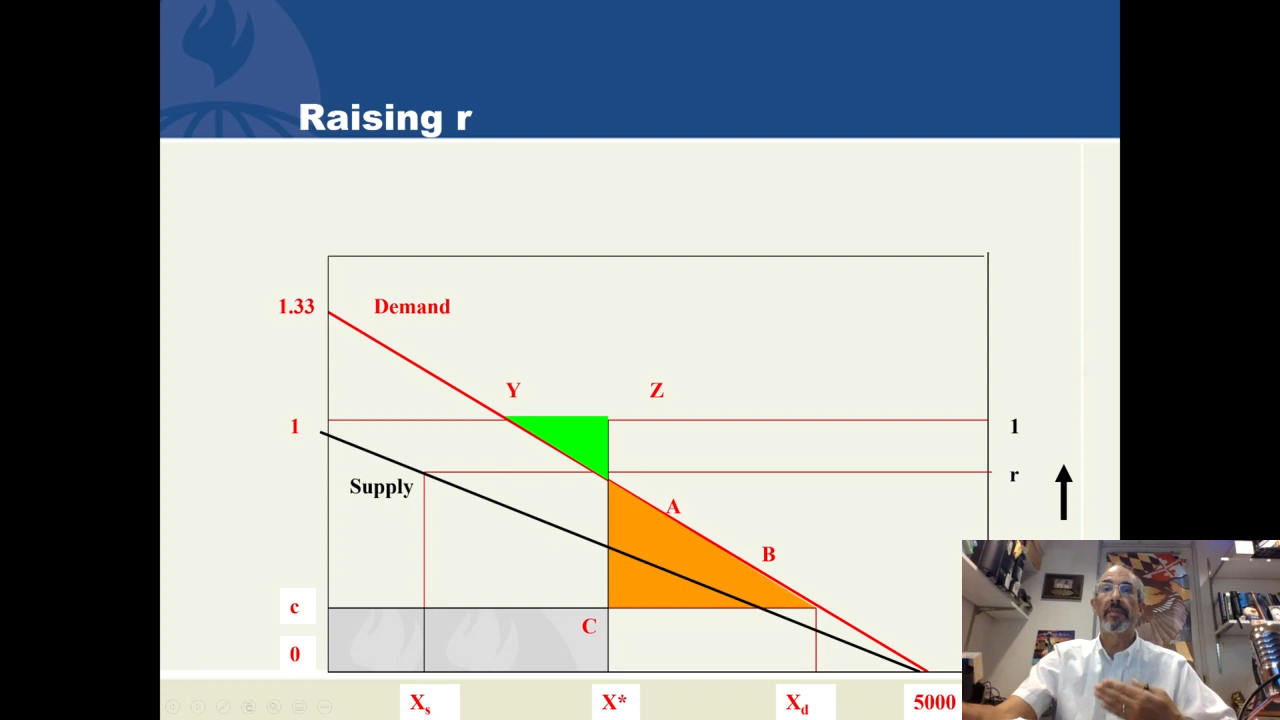 Raising r
1.33
Demand
Y
Z
1
1
r
Supply
A
B
c
C
0
Xs
X*
Xd
5000